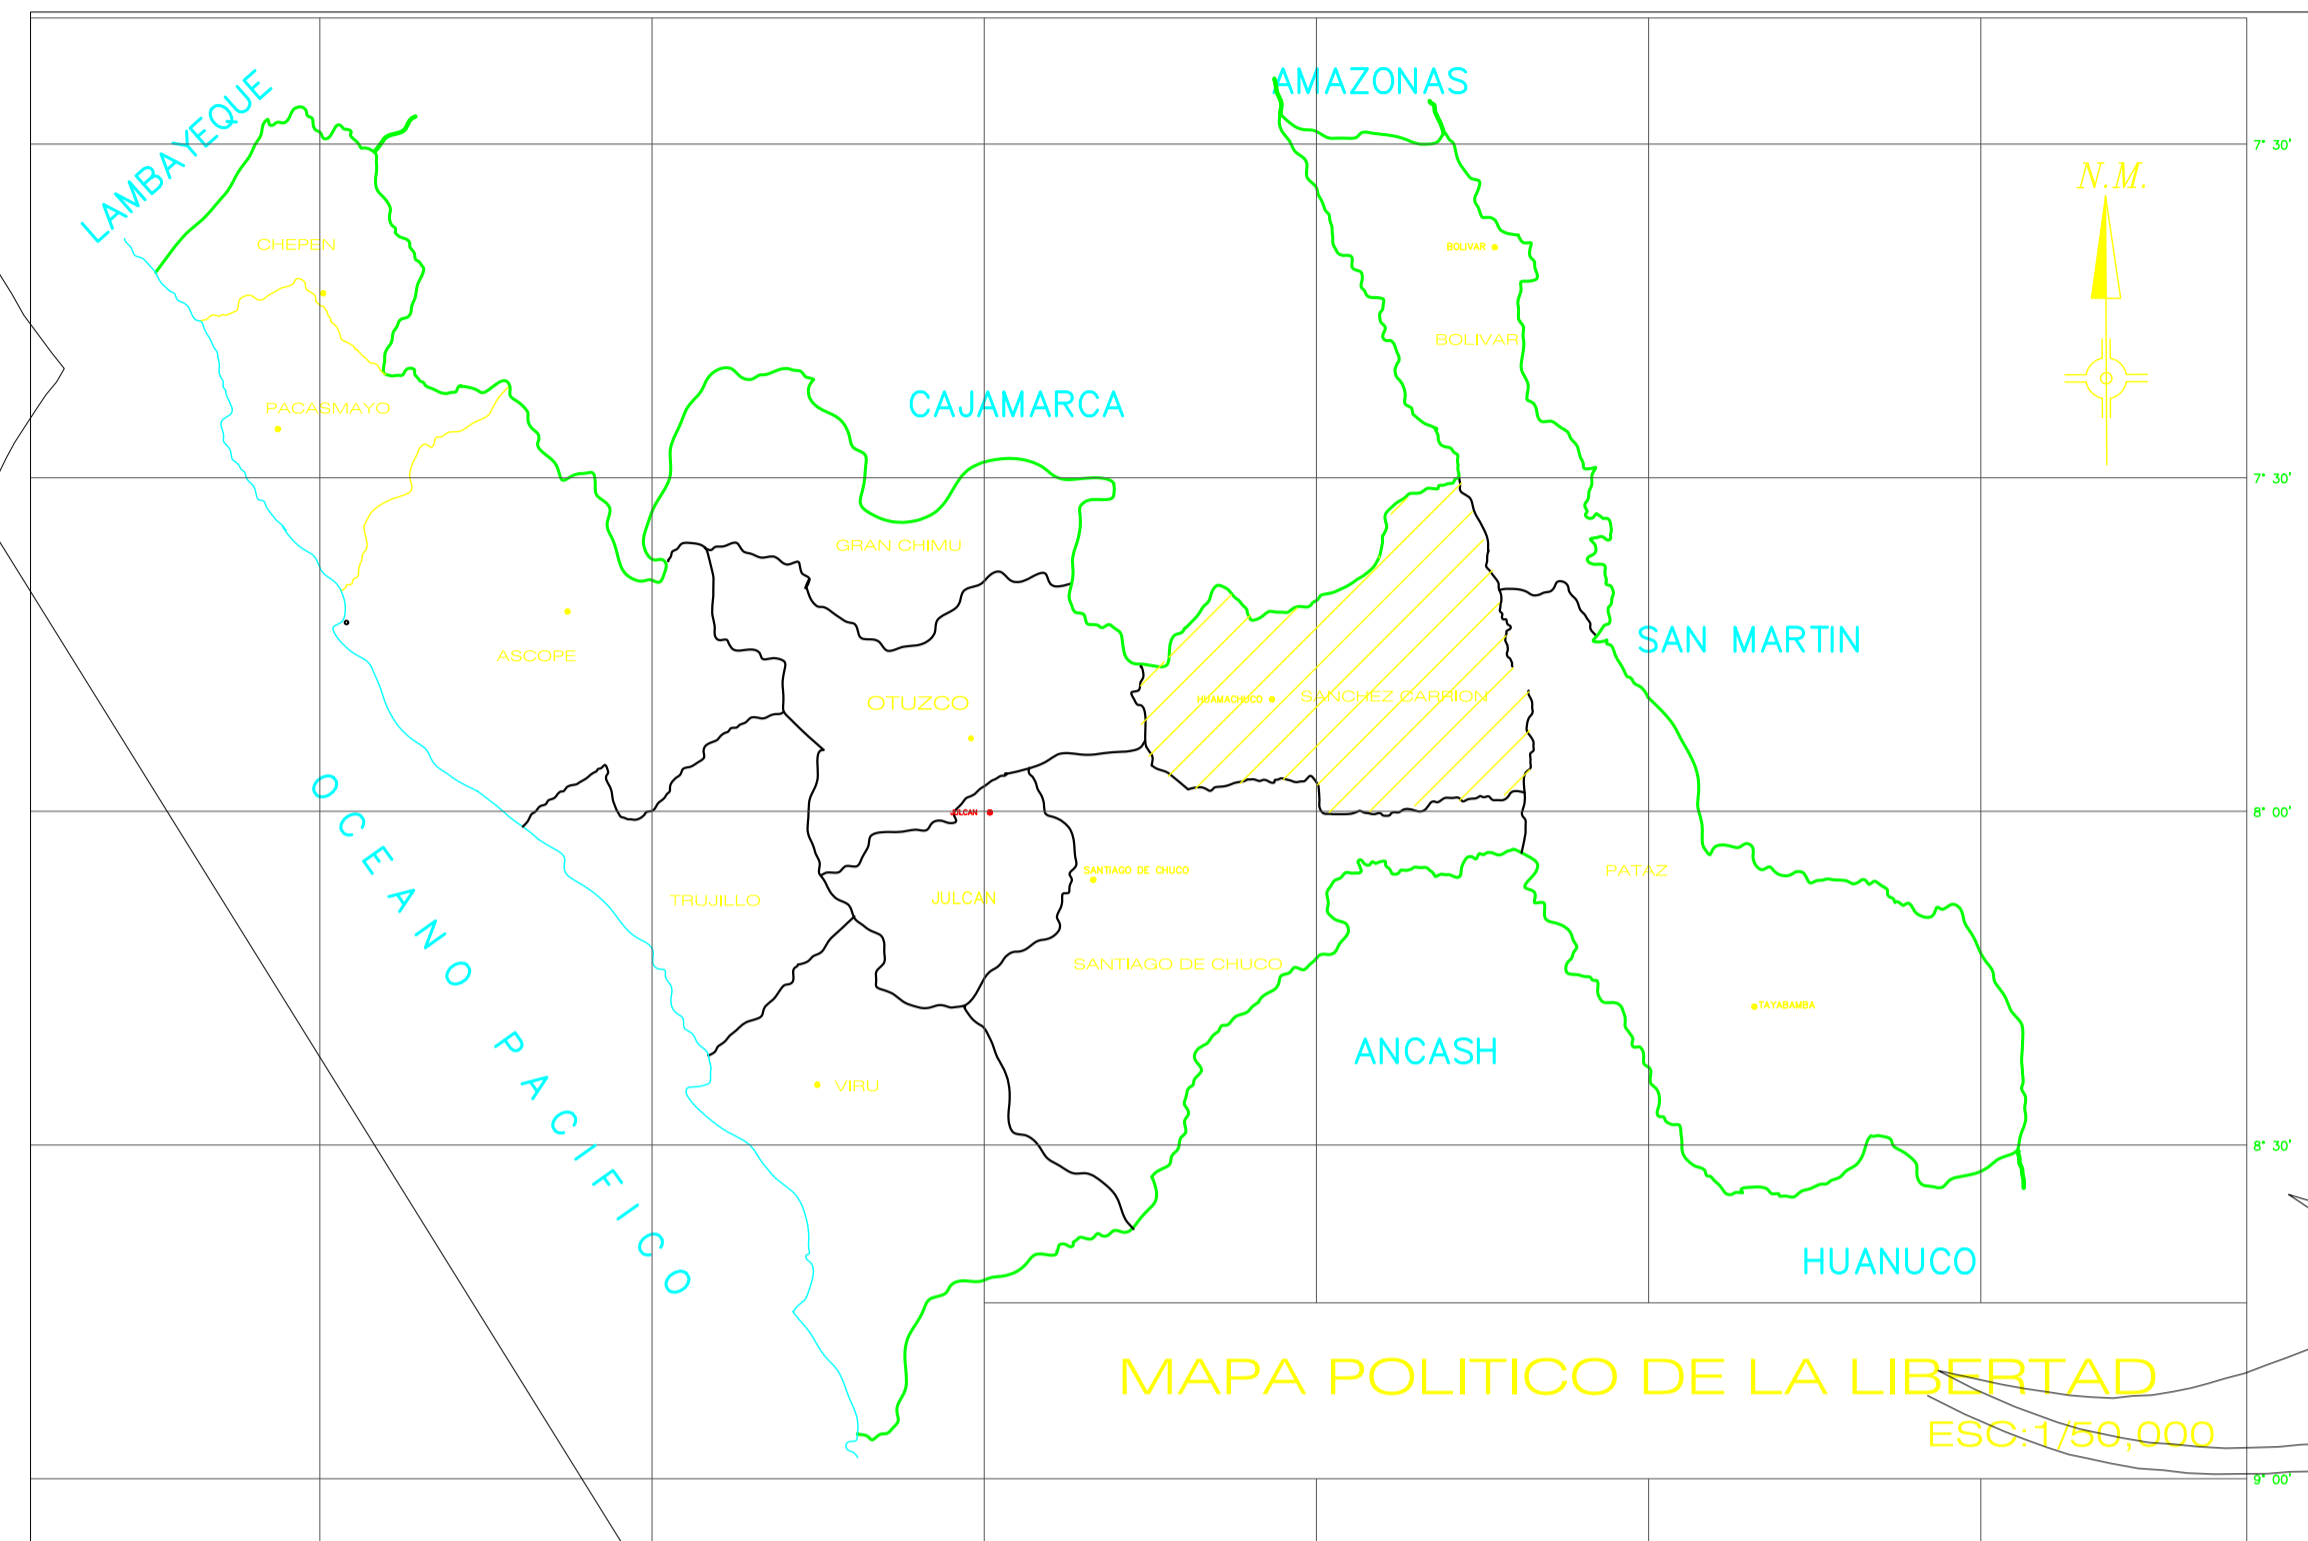 AMAZONAS
LAMBAYEQUE
7° 30'
N.M.
CHEPEN
BOLIVAR
BOLIVAR
CAJAMARCA
PACASMAYO
7° 30'
GRAN CHIMU
SAN MARTIN
ASCOPE
HUAMACHUCO
SANCHEZ CARRION
OTUZCO
OCEANO PACIFICO
JULCAN
8° 00'
SANTIAGO DE CHUCO
PATAZ
TRUJILLO
JULCAN
SANTIAGO DE CHUCO
TAYABAMBA
ANCASH
VIRU
8° 30'
HUANUCO
MAPA POLITICO DE LA LIBERTAD
ESC:1/50,000
9° 00'